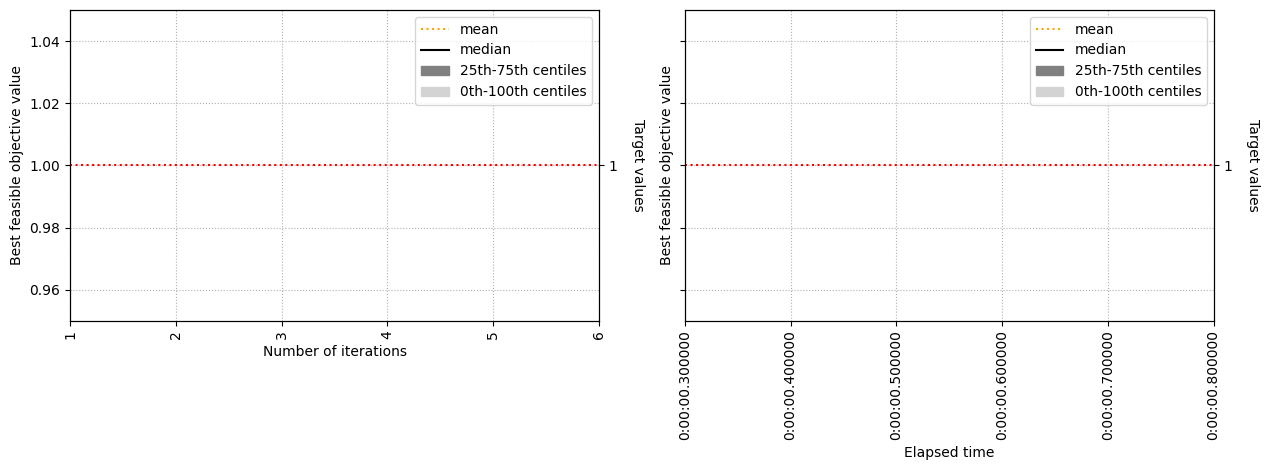 Best feasible objective value
1.04
1.02
1.00
0.98
0.96
mean
median
25th-75th centiles
0th-100th centiles
1
Target values
1
2
3
4
5
6
Number of iterations
Best feasible objective value
mean
median
25th-75th centiles
0th-100th centiles
1
Target values
0:00:00.300000
0:00:00.400000
0:00:00.500000
0:00:00.600000
0:00:00.700000
0:00:00.800000
Elapsed time